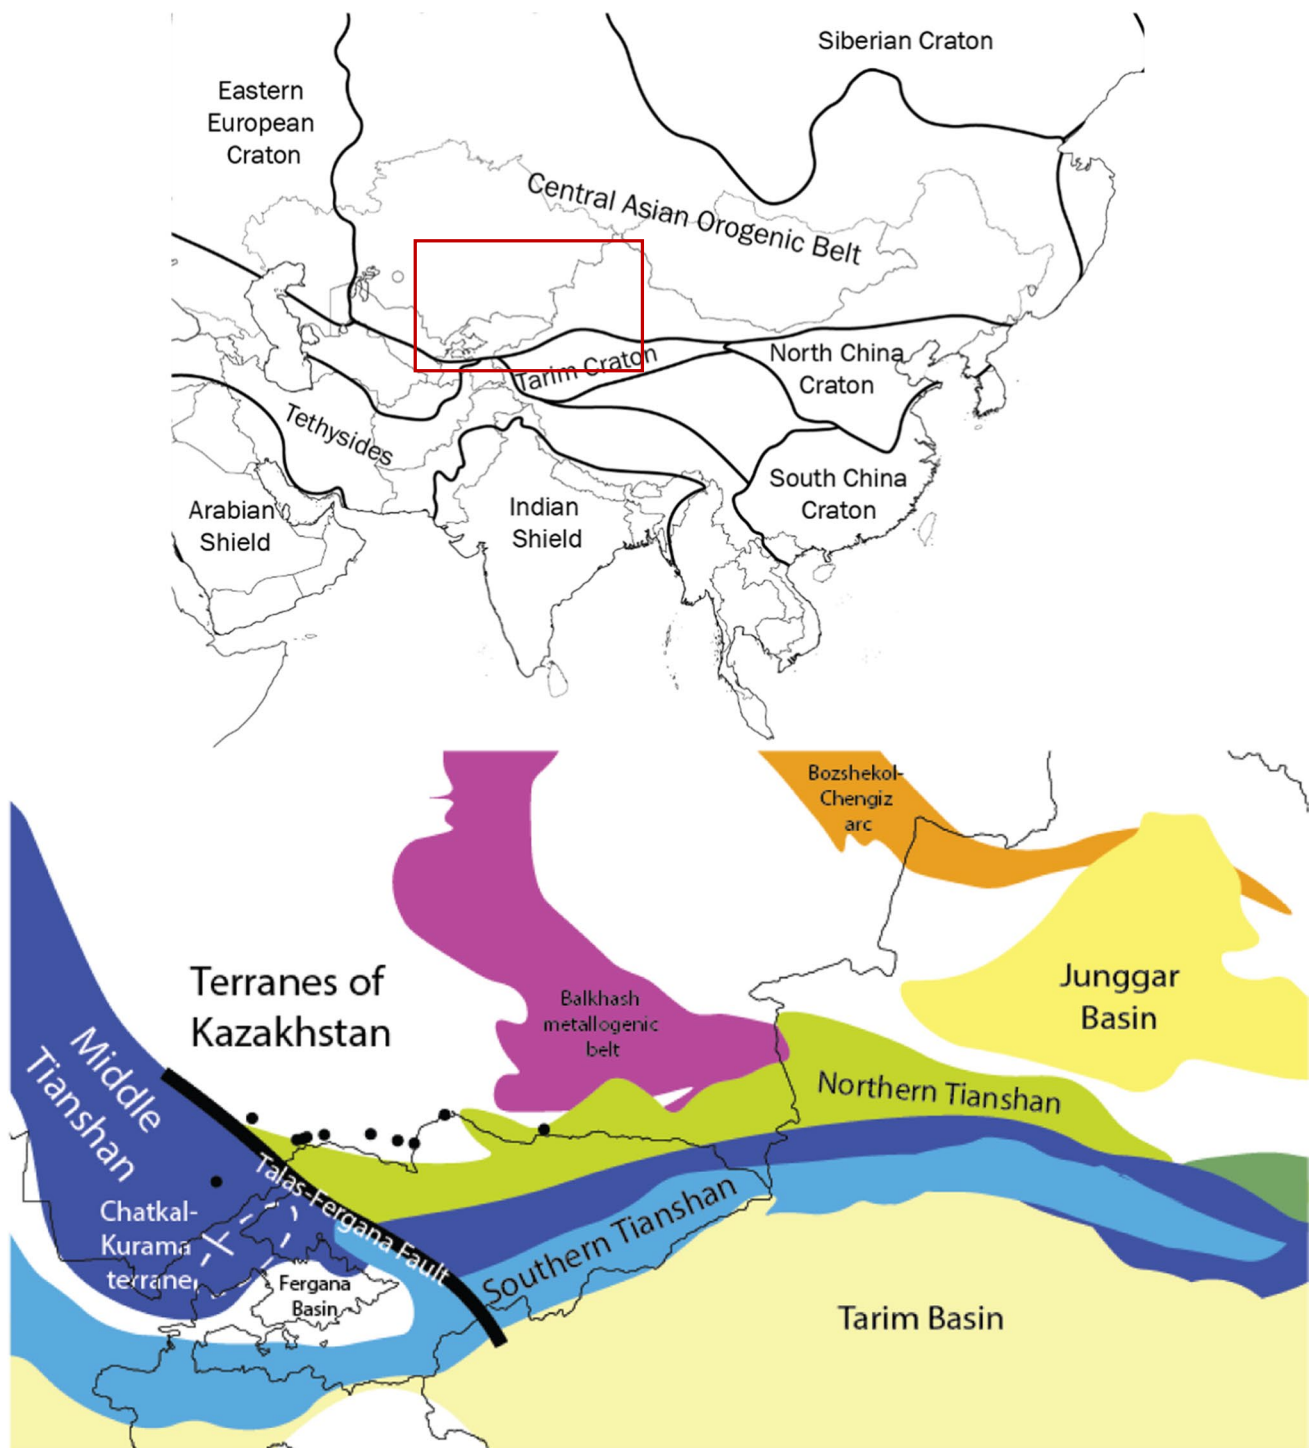 Siberian Craton
Eastern
European
Craton
Central Asian Orogenic Belt
Tarim Craton
North China
Craton
Tethysides
South China
Craton
Arabian
Shield
Indian
Shield
Bozshekol-
Chengiz
arc
Terranes of
Kazakhstan
Junggar
Basin
Balkhash
metallogenic
belt
Middle
Tianshan
Northern Tianshan
Talas-Fergana Fault
Chatkal-
Kurama
terrane
Southern Tianshan
Fergana
Basin
Tarim Basin